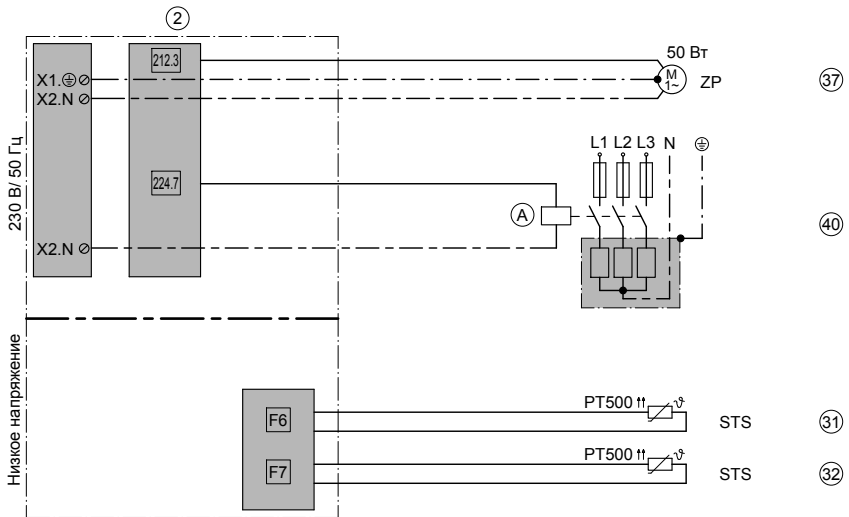 2
212.3
50 Вт
X1.
M
1~
ZP
37
X2.N
L1 L2 L3 N
230 В/ 50 Гц
224.7
A
40
X2.N
Низкое напряжение
F6
PT500
ϑ
STS
31
F7
PT500
ϑ
STS
32